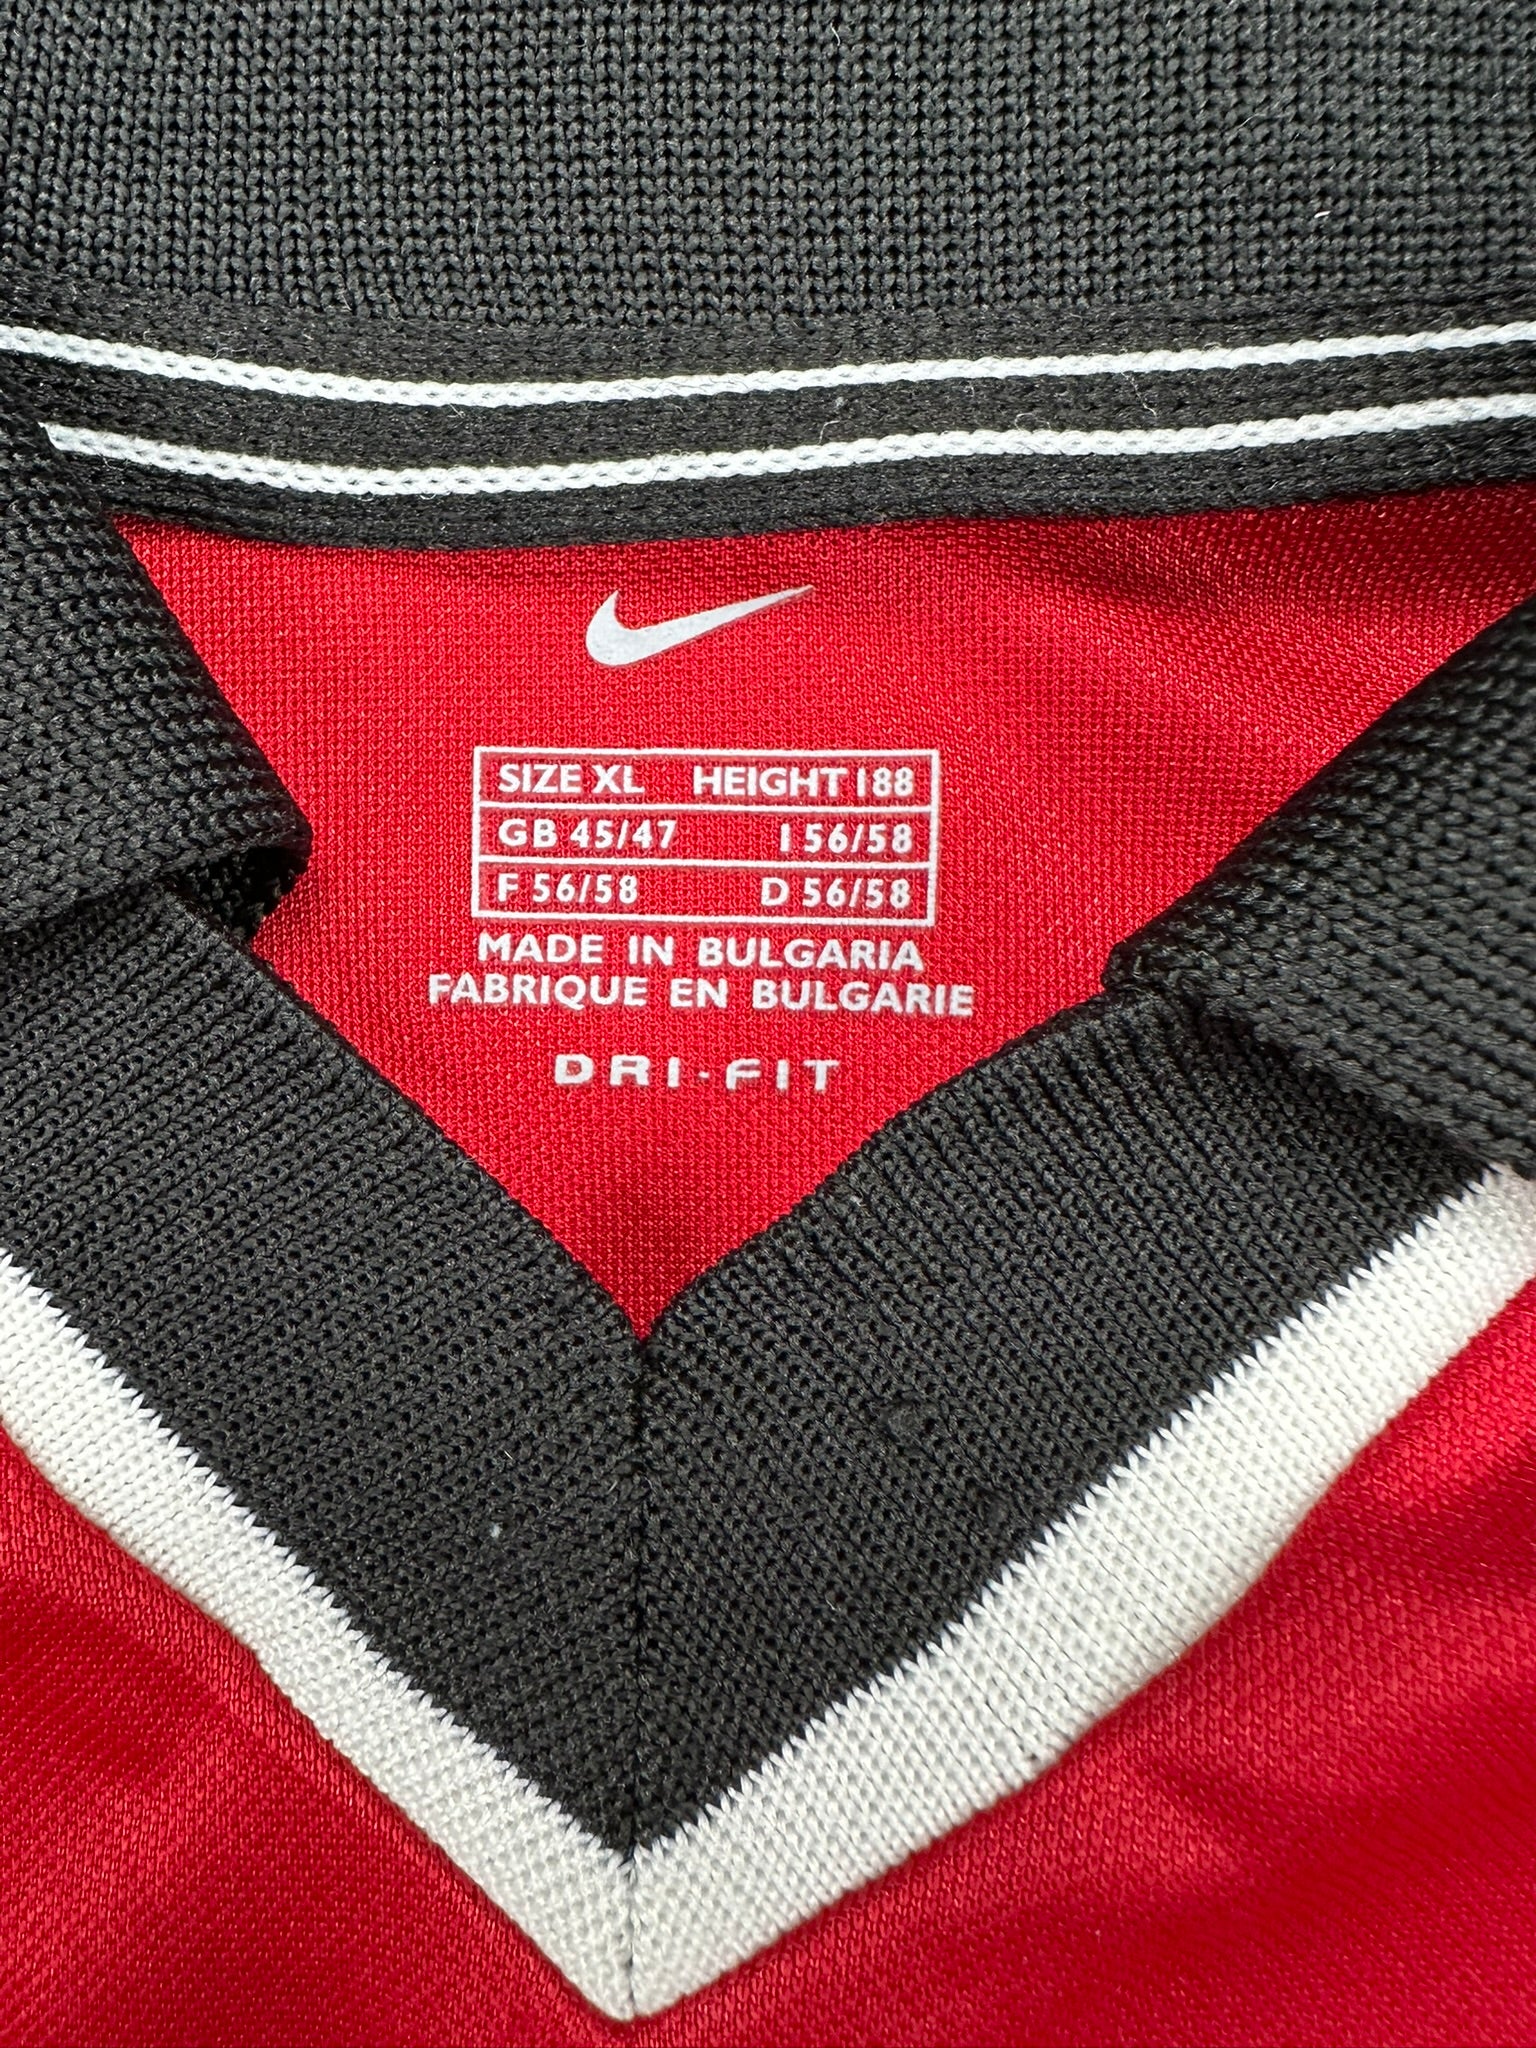 SIZE XL HEIGHT 188
GB 45/47 I 56/58
F 56/58 D 56/58
MADE IN BULGARIA
FABRIQUE EN BULGARIE
DRI-FIT